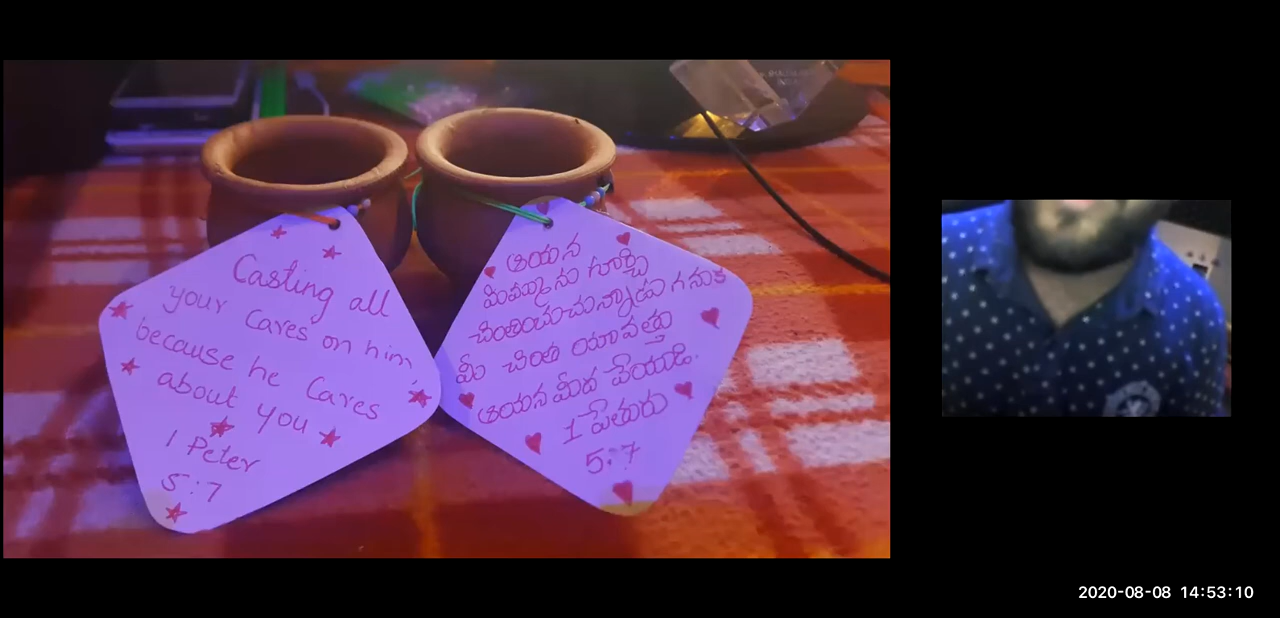 Casting all
your Cares on him,
because he Cares
about you
1 Peter
5:7
ఆయన
మిమ్మును గూర్చి
చింతించుచున్నాడు గనుక
మీ చింత యావత్తు
ఆయన మీద వేయుడి.
1 పేతురు
5:7
2020-08-08 14:53:10